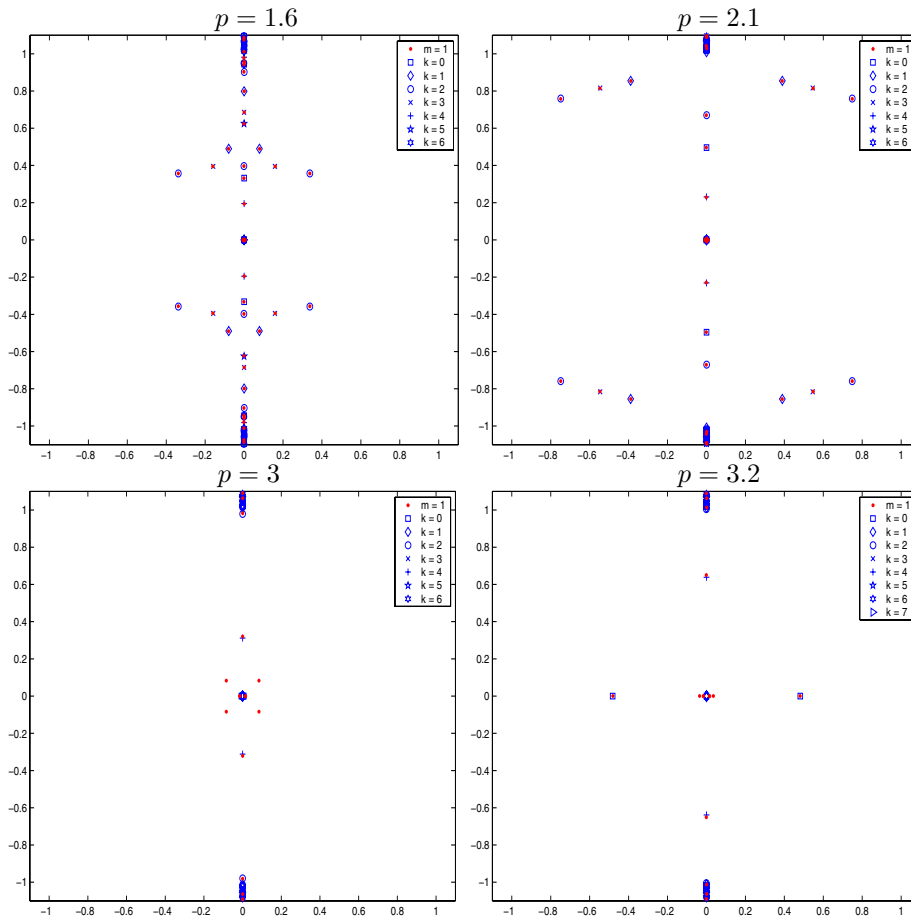 p = 1.6
p = 2.1
1
0.8
0.6
0.4
0.2
0
−0.2
−0.4
−0.6
−0.8
−1
−1 −0.8 −0.6 −0.4 −0.2 0 0.2 0.4 0.6 0.8 1
m = 1
k = 0
k = 1
k = 2
k = 3
k = 4
k = 5
k = 6
1
0.8
0.6
0.4
0.2
0
−0.2
−0.4
−0.6
−0.8
−1
−1 −0.8 −0.6 −0.4 −0.2 0 0.2 0.4 0.6 0.8 1
m = 1
k = 0
k = 1
k = 2
k = 3
k = 4
k = 5
k = 6
p = 3
p = 3.2
1
0.8
0.6
0.4
0.2
0
−0.2
−0.4
−0.6
−0.8
−1
−1 −0.8 −0.6 −0.4 −0.2 0 0.2 0.4 0.6 0.8 1
m = 1
k = 0
k = 1
k = 2
k = 3
k = 4
k = 5
k = 6
1
0.8
0.6
0.4
0.2
0
−0.2
−0.4
−0.6
−0.8
−1
−1 −0.8 −0.6 −0.4 −0.2 0 0.2 0.4 0.6 0.8 1
m = 1
k = 0
k = 1
k = 2
k = 3
k = 4
k = 5
k = 6
k = 7